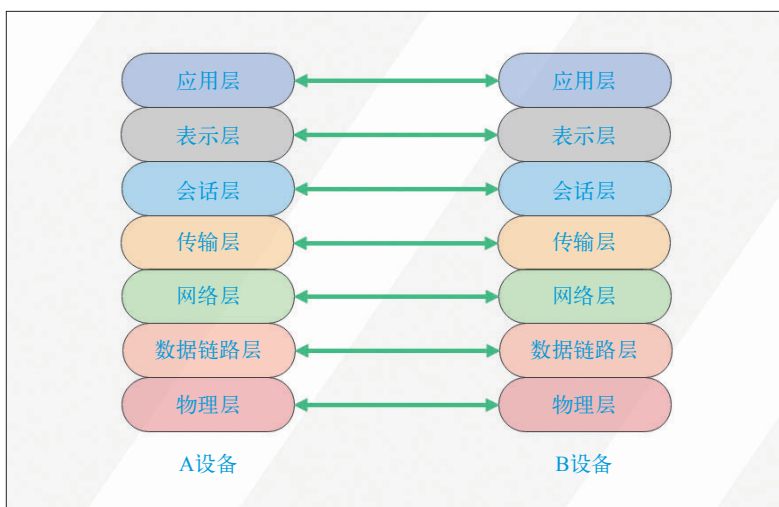 应用层 应用层
表示层 表示层
会话层 会话层
传输层 传输层
网络层 网络层
数据链路层 数据链路层
物理层 物理层
A设备 B设备